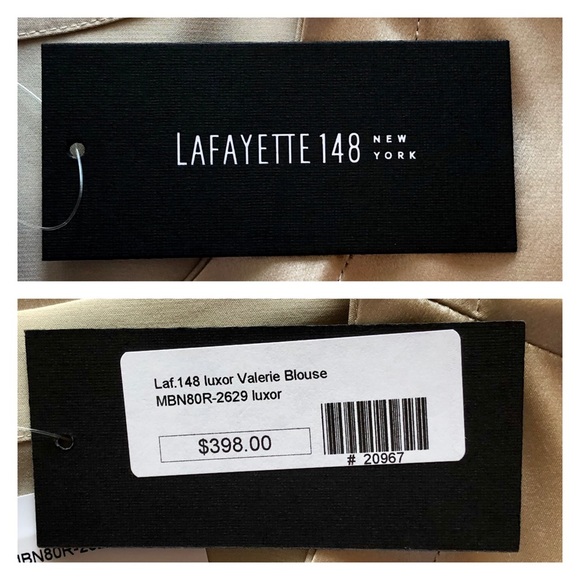 LAFAYETTE 148 NEW YORK
Laf.148 luxor Valerie Blouse
MBN80R-2629 luxor
$398.00
# 20967